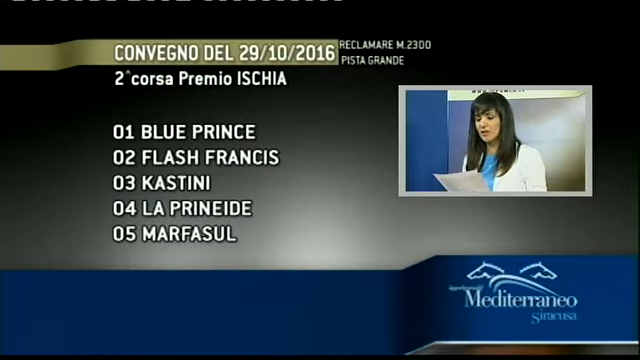 CONVEGNO DEL 29/10/2016
RECLAMARE M.2300
PISTA GRANDE
2^corsa Premio ISCHIA
01 BLUE PRINCE
02 FLASH FRANCIS
03 KASTINI
04 LA PRINEIDE
05 MARFASUL
Mediterraneo
Siracusa